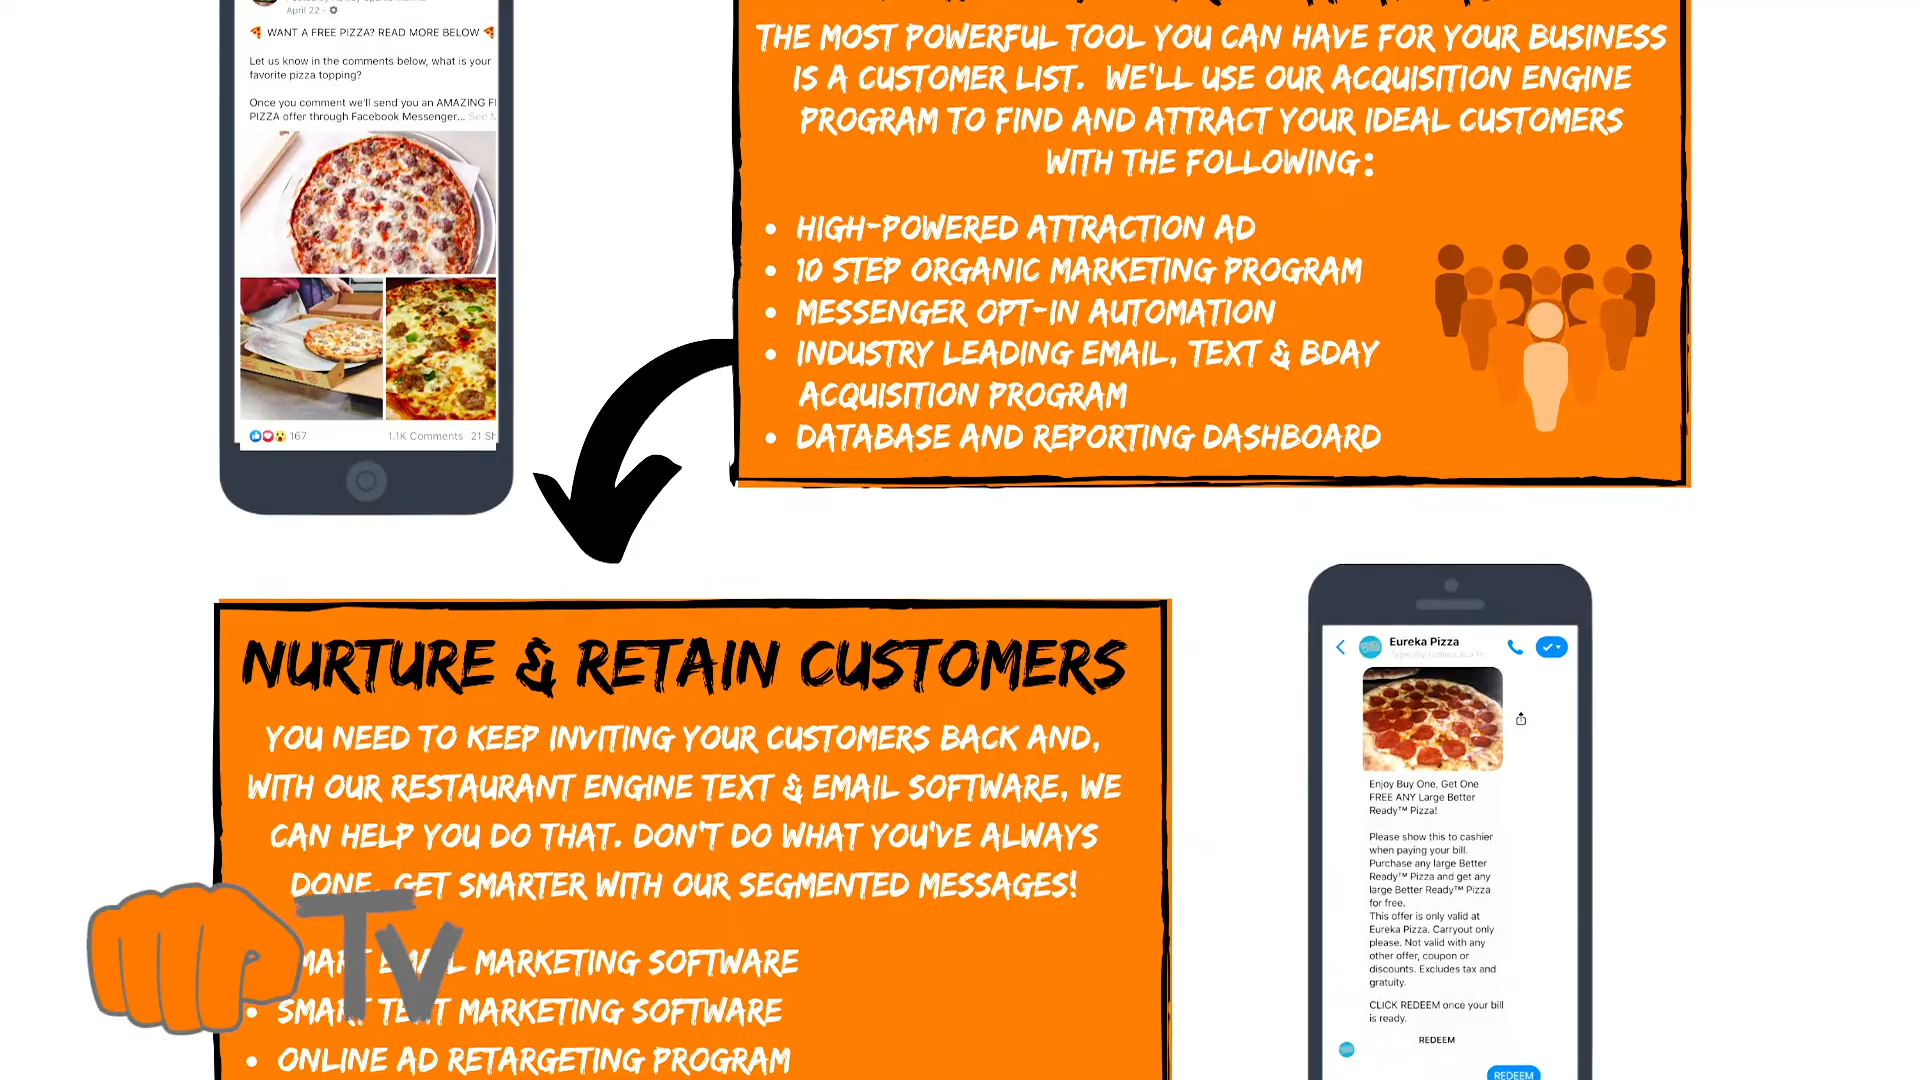 April 22
WANT A FREE PIZZA? READ MORE BELOW
Let us know in the comments below, what is your
favorite pizza topping?
Once you comment we'll send you an AMAZING
PIZZA offer through Facebook Messenger... See
167
1.1K Comments 21
THE MOST POWERFUL TOOL YOU CAN HAVE FOR YOUR BUSINESS
IS A CUSTOMER LIST. WE'LL USE OUR ACQUISITION ENGINE
PROGRAM TO FIND AND ATTRACT YOUR IDEAL CUSTOMERS
WITH THE FOLLOWING:
• HIGH-POWERED ATTRACTION AD
• 10 STEP ORGANIC MARKETING PROGRAM
• MESSENGER OPT-IN AUTOMATION
• INDUSTRY LEADING EMAIL, TEXT & BDAY
ACQUISITION PROGRAM
• DATABASE AND REPORTING DASHBOARD
NURTURE & RETAIN CUSTOMERS
YOU NEED TO KEEP INVITING YOUR CUSTOMERS BACK AND,
WITH OUR RESTAURANT ENGINE TEXT & EMAIL SOFTWARE, WE
CAN HELP YOU DO THAT. DON'T DO WHAT YOU'VE ALWAYS
DONE. GET SMARTER WITH OUR SEGMENTED MESSAGES!
SMART EMAIL MARKETING SOFTWARE
• SMART TEXT MARKETING SOFTWARE
• ONLINE AD RETARGETING PROGRAM
TV
Eureka Pizza
Enjoy Buy One, Get One
FREE ANY Large Better
Ready™ Pizza!
Please show this to cashier
when paying your bill.
Purchase any large Better
Ready™ Pizza and get any
large Better Ready™ Pizza
for free.
This offer is only valid at
Eureka Pizza. Carryout only
please. Not valid with any
other offer, coupon or
discounts. Excludes tax and
gratuity.
CLICK REDEEM once your bill
is ready.
REDEEM
REDEEM